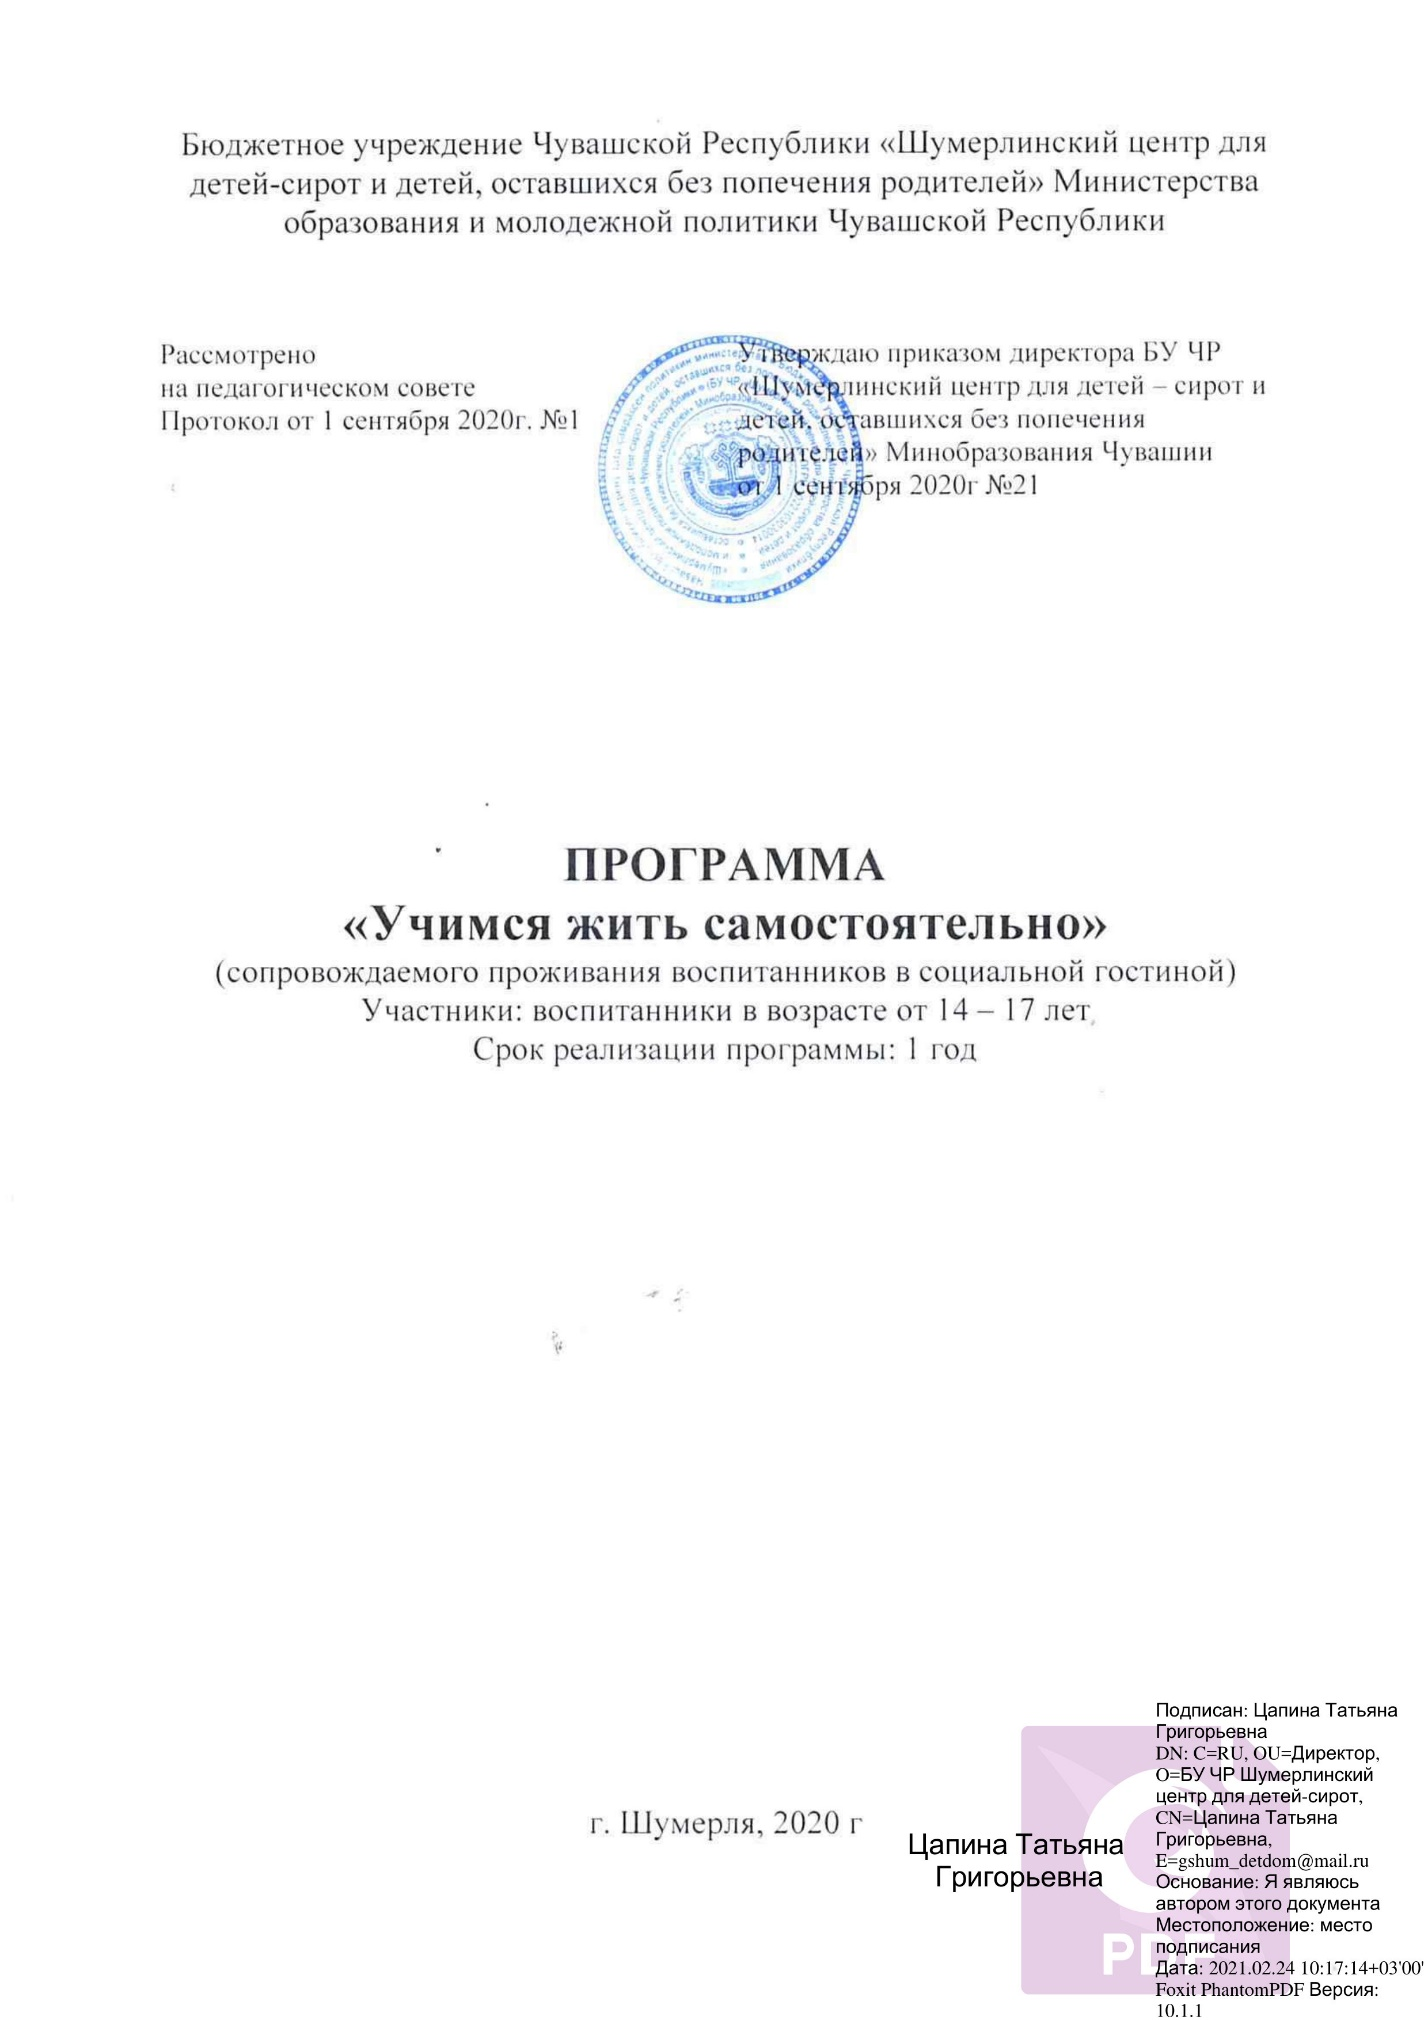 Бюджетное учреждение Чувашской Республики «Шумерлинский центр для
детей-сирот и детей, оставшихся без попечения родителей» Министерства
образования и молодежной политики Чувашской Республики
Рассмотрено
на педагогическом совете
Протокол от 1 сентября 2020г. №1
Утверждаю приказом директора БУ ЧР
«Шумерлинский центр для детей – сирот и
детей, оставшихся без попечения
родителей» Минобразования Чувашии
от 1 сентября 2020г №21
ПРОГРАММА
«Учимся жить самостоятельно»
(сопровождаемого проживания воспитанников в социальной гостиной)
Участники: воспитанники в возрасте от 14 – 17 лет
Срок реализации программы: 1 год
г. Шумерля, 2020 г
Цапина Татьяна
Григорьевна
Подписан: Цапина Татьяна
Григорьевна
DN: C=RU, OU=Директор,
O=БУ ЧР Шумерлинский
центр для детей-сирот,
CN=Цапина Татьяна
Григорьевна,
E=gshum_detdom@mail.ru
Основание: Я являюсь
автором этого документа
Местоположение: место
подписания
Дата: 2021.02.24 10:17:14+03'00'
Foxit PhantomPDF Версия:
10.1.1
PDF